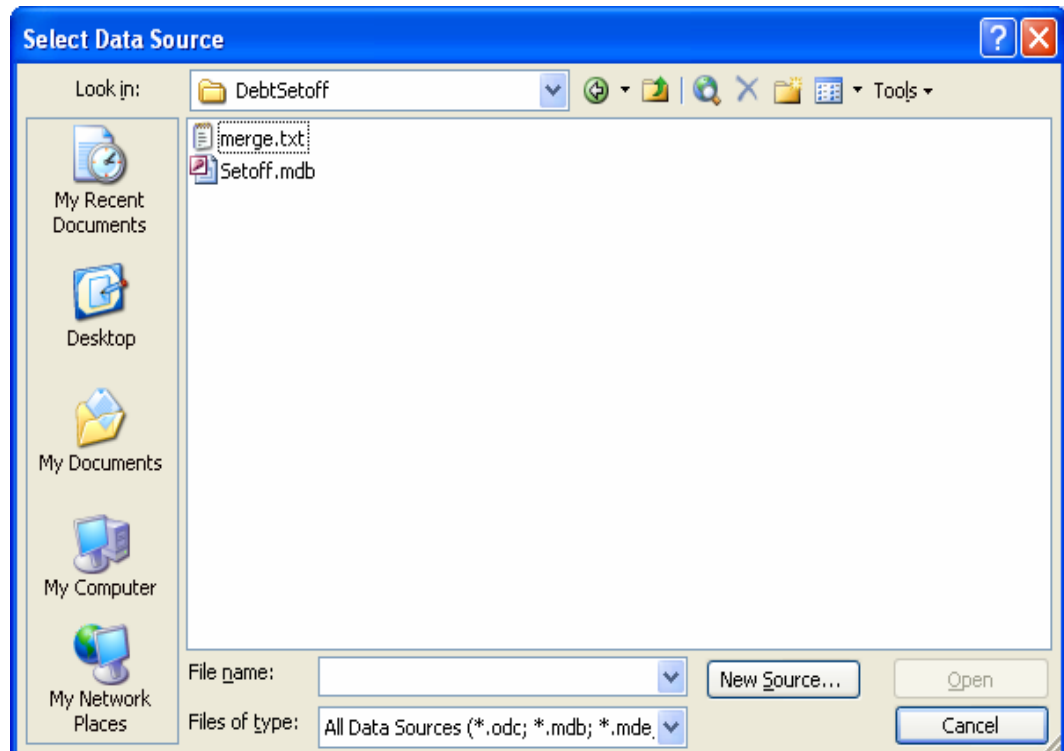 Select Data Source
Look in:
DebtSetoff
Tools
merge.txt
Setoff.mdb
My Recent
Documents
Desktop
My Documents
My Computer
My Network
Places
File name:
New Source...
Open
Files of type:
All Data Sources (*.odc; *.mdb; *.mde,
Cancel